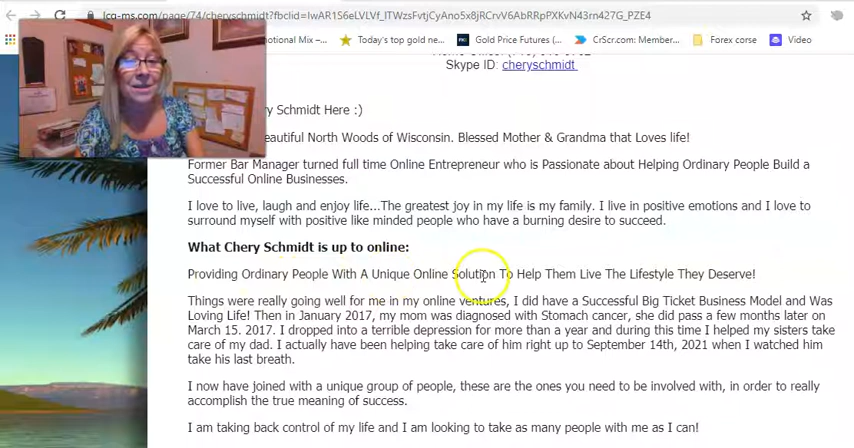 lcg-ms.com/page/74/cheryschmidt?fbclid=IwAR1S6eLVLVf_ITWzsFvtjCyAno5x8jRCrvV6AbRRpPXKvN43rn427G_PZE4
otional Mix – ... Today's top gold ne... Gold Price Futures (... CrScr.com: Member... Forex corse Video
Skype ID: cheryschmidt
ry Schmidt Here :)
eautiful North Woods of Wisconsin. Blessed Mother & Grandma that Loves life!
Former Bar Manager turned full time Online Entrepreneur who is Passionate about Helping Ordinary People Build a
Successful Online Businesses.
I love to live, laugh and enjoy life...The greatest joy in my life is my family. I live in positive emotions and I love to
surround myself with positive like minded people who have a burning desire to succeed.
What Chery Schmidt is up to online:
Providing Ordinary People With A Unique Online Solution To Help Them Live The Lifestyle They Deserve!
Things were really going well for me in my online ventures, I did have a Successful Big Ticket Business Model and Was
Loving Life! Then in January 2017, my mom was diagnosed with Stomach cancer, she did pass a few months later on
March 15. 2017. I dropped into a terrible depression for more than a year and during this time I helped my sisters take
care of my dad. I actually have been helping take care of him right up to September 14th, 2021 when I watched him
take his last breath.
I now have joined with a unique group of people, these are the ones you need to be involved with, in order to really
accomplish the true meaning of success.
I am taking back control of my life and I am looking to take as many people with me as I can!